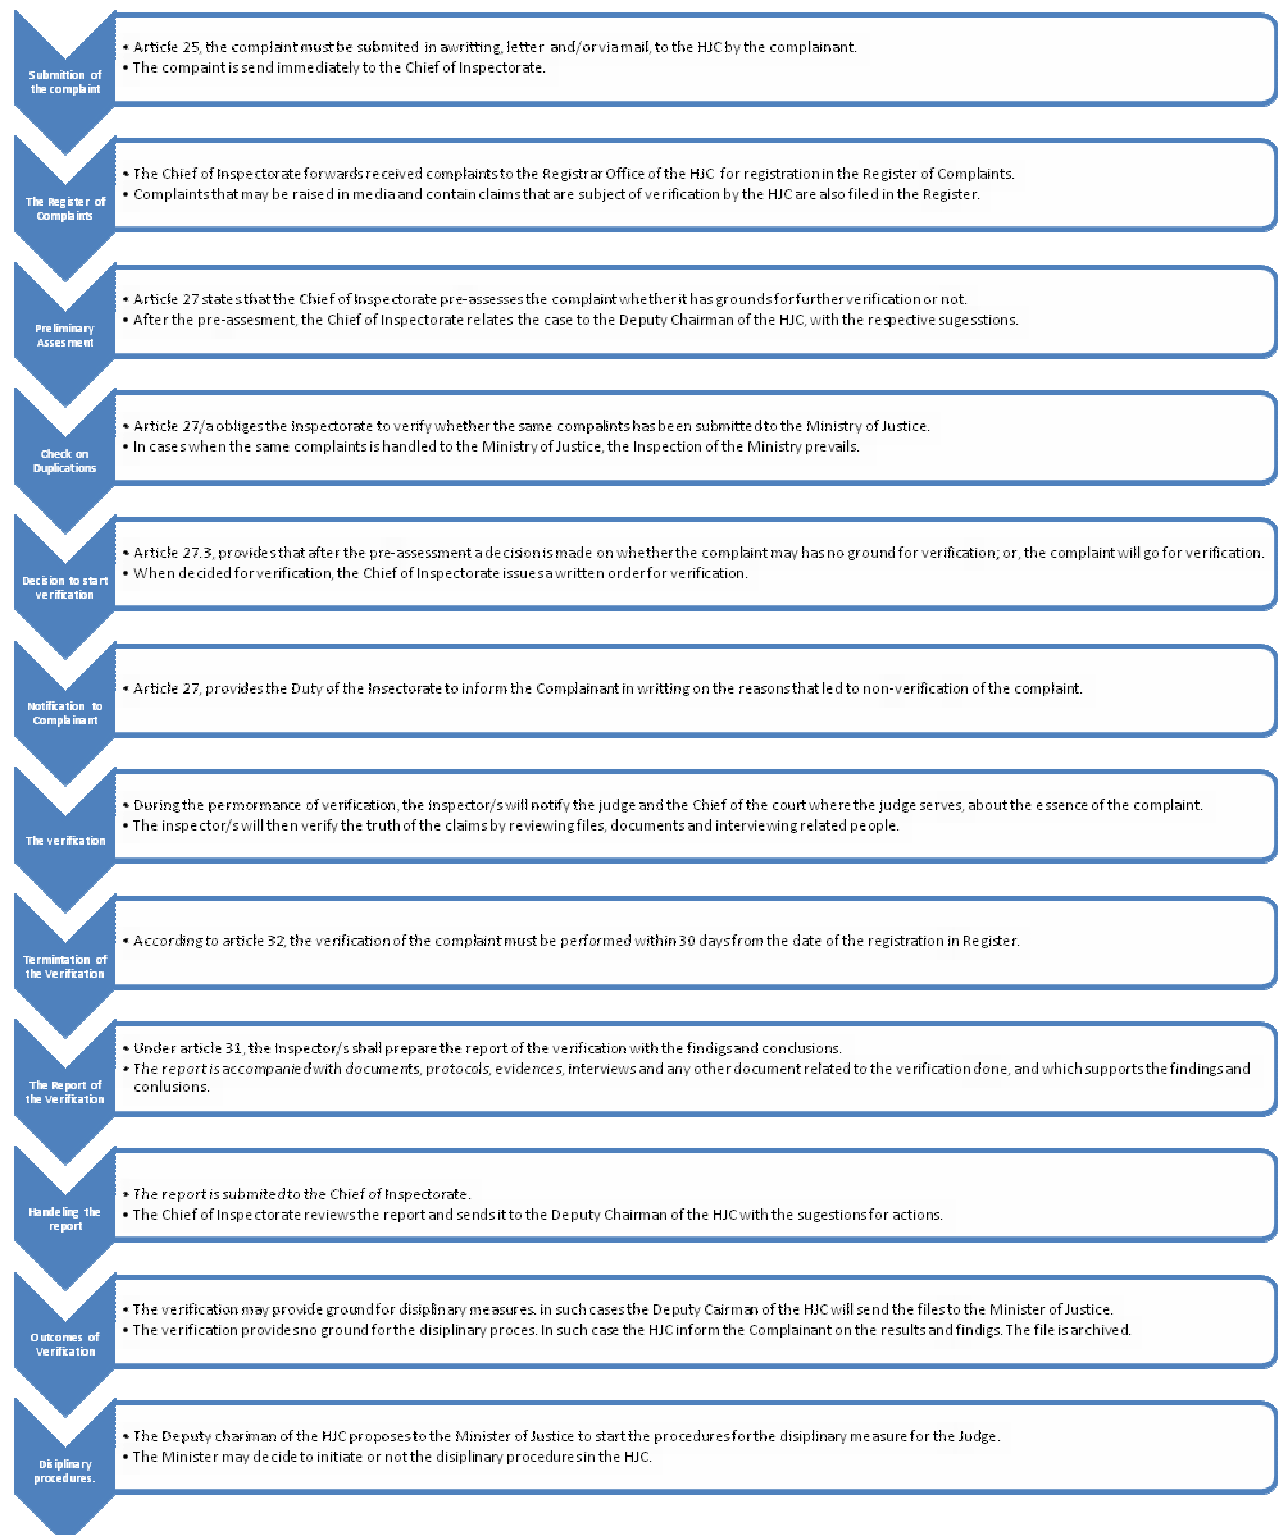 Submittion of
the complaint
• Article 25, the complaint must be submited in a writting, letter and/or via mail, to the HJC by the complainant.
• The compaint is send immediately to the Chief of Inspectorate.
The Register of
Complaints
• The Chief of Inspectorate forwards received complaints to the Registrar Office of the HJC for registration in the Register of Complaints.
• Complaints that may be raised in media and contain claims that are subject of verification by the HJC are also filed in the Register.
Preliminary
Assesment
• Article 27 states that the Chief of Inspectorate pre-assesses the complaint whether it has grounds for further verification or not.
• After the pre-assesment, the Chief of Inspectorate relates the case to the Deputy Chairman of the HJC, with the respective sugesstions.
Check on
Duplications
• Article 27/a obliges the Inspectorate to verify whether the same compalints has been submitted to the Ministry of Justice.
• In cases when the same complaints is handled to the Ministry of Justice, the Inspection of the Ministry prevails.
Decision to start
verification
• Article 27.3, provides that after the pre-assessment a decision is made on whether the complaint may has no ground for verification; or, the complaint will go for verification.
• When decided for verification, the Chief of Inspectorate issues a written order for verification.
Notification to
Complainant
• Article 27, provides the Duty of the Insectorate to inform the Complainant in writting on the reasons that led to non-verification of the complaint.
The verification
• During the permormance of verification, the Inspector/s will notify the judge and the Chief of the court where the judge serves, about the essence of the complaint.
• The inspector/s will then verify the truth of the claims by reviewing files, documents and interviewing related people.
Termintation of
the Verification
• According to article 32, the verification of the complaint must be performed within 30 days from the date of the registration in Register.
The Report of
the Verification
• Under article 31, the Inspector/s shall prepare the report of the verification with the findigs and conclusions.
• The report is accompanied with documents, protocols, evidences, interviews and any other document related to the verification done, and which supports the findings and
conlusions.
Handeling the
report
• The report is submited to the Chief of Inspectorate.
• The Chief of Inspectorate reviews the report and sends it to the Deputy Chairman of the HJC with the sugestions for actions.
Outcomes of
Verification
• The verification may provide ground for disiplinary measures. In such cases the Deputy Cairman of the HJC will send the files to the Minister of Justice.
• The verification provides no ground for the disiplinary proces. In such case the HJC inform the Complainant on the results and findigs. The file is archived.
Disiplinary
procedures.
• The Deputy chariman of the HJC proposes to the Minister of Justice to start the procedures for the disiplinary measure for the Judge.
• The Minister may decide to initiate or not the disiplinary procedures in the HJC.